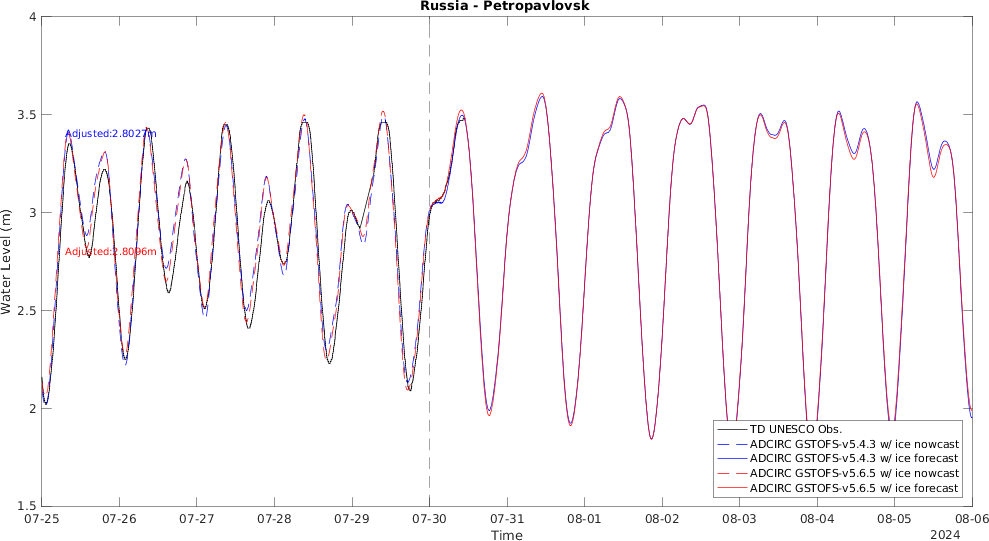 Russia - Petropavlovsk
4
3.5
3
2.5
2
1.5
Water Level (m)
Adjusted:2.8027m
Adjusted:2.8096m
TD UNESCO Obs.
ADCIRC GSTOFS-v5.4.3 w/ ice nowcast
ADCIRC GSTOFS-v5.4.3 w/ ice forecast
ADCIRC GSTOFS-v5.6.5 w/ ice nowcast
ADCIRC GSTOFS-v5.6.5 w/ ice forecast
07-25 07-26 07-27 07-28 07-29 07-30 07-31 08-01 08-02 08-03 08-04 08-05 08-06
Time
2024